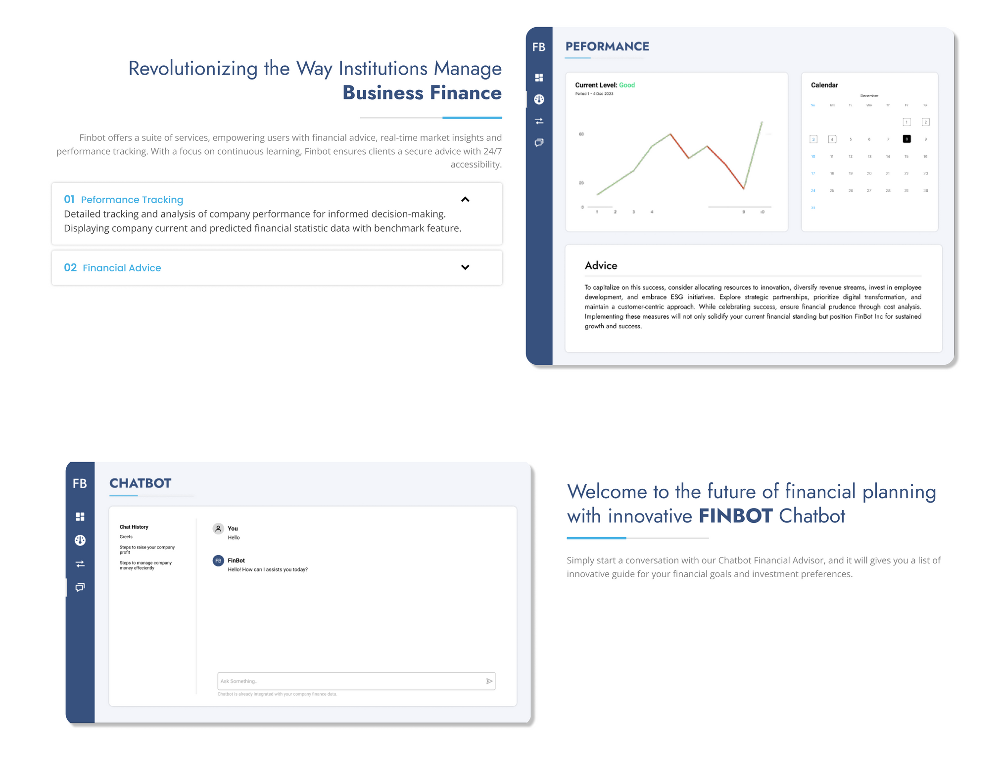 Revolutionizing the Way Institutions Manage
Business Finance
Finbot offers a suite of services, empowering users with financial advice, real-time market insights and
performance tracking. With a focus on continuous learning, Finbot ensures clients a secure advice with 24/7
accessibility.
01 Peformance Tracking
Detailed tracking and analysis of company performance for informed decision-making.
Displaying company current and predicted financial statistic data with benchmark feature.
02 Financial Advice
FB
PEFORMANCE
Current Level: Good
Period 1 - 4 Dec 2023
60
20
0
1 2 3 4 9 10
Calendar
December
Su Mo Tu We Th Fr Sa
1 2
3 4 5 6 7 8 9
10 11 12 13 14 15 16
17 18 19 20 21 22 23
24 25 26 27 28 29 30
31
Advice
To capitalize on this success, consider allocating resources to innovation, diversify revenue streams, invest in employee
development, and embrace ESG initiatives. Explore strategic partnerships, prioritize digital transformation, and
maintain a customer-centric approach. While celebrating success, ensure financial prudence through cost analysis.
Implementing these measures will not only solidify your current financial standing but position FinBot Inc for sustained
growth and success.
FB
CHATBOT
Chat History
Greets
Steps to raise your company
profit
Steps to manage company
money effeciently
You
Hello
FB FinBot
Hello! How can I assists you today?
Ask Something..
Chatbot is already integrated with your company finance data.
Welcome to the future of financial planning
with innovative FINBOT Chatbot
Simply start a conversation with our Chatbot Financial Advisor, and it will gives you a list of
innovative guide for your financial goals and investment preferences.